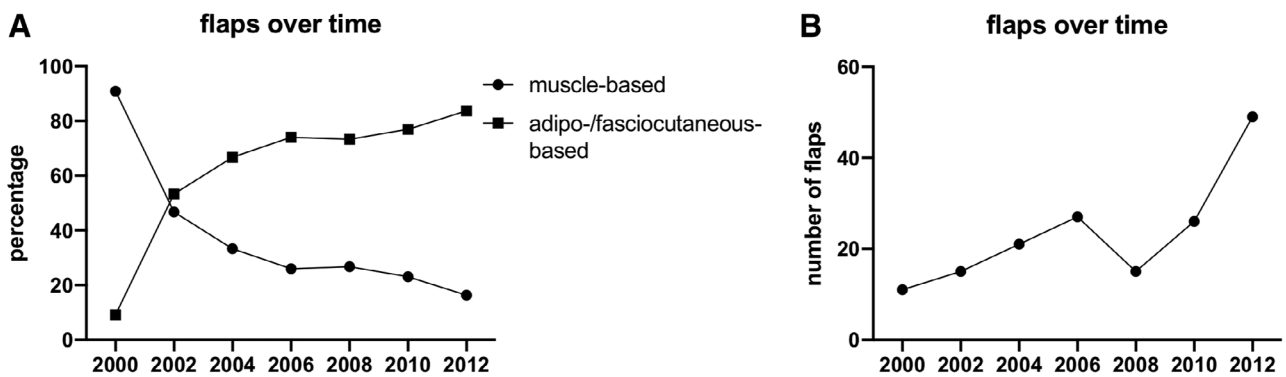 A
flaps over time
percentage
100
80
60
40
20
0
2000 2002 2004 2006 2008 2010 2012
muscle-based
adipo-/fasciocutaneous-
based
B
flaps over time
number of flaps
60
40
20
0
2000 2002 2004 2006 2008 2010 2012